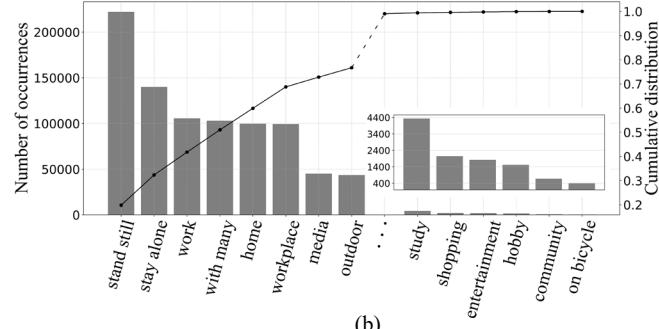 Number of occurrences
200000
150000
100000
50000
0
1.0
0.9
0.8
0.7
0.6
0.5
0.4
0.3
0.2
Cumulative distribution
4400
3400
2400
1400
400
stand still
stay alone
work
with many
home
workplace
media
outdoor
. . .
study
shopping
entertainment
hobby
community
on bicycle
(b)